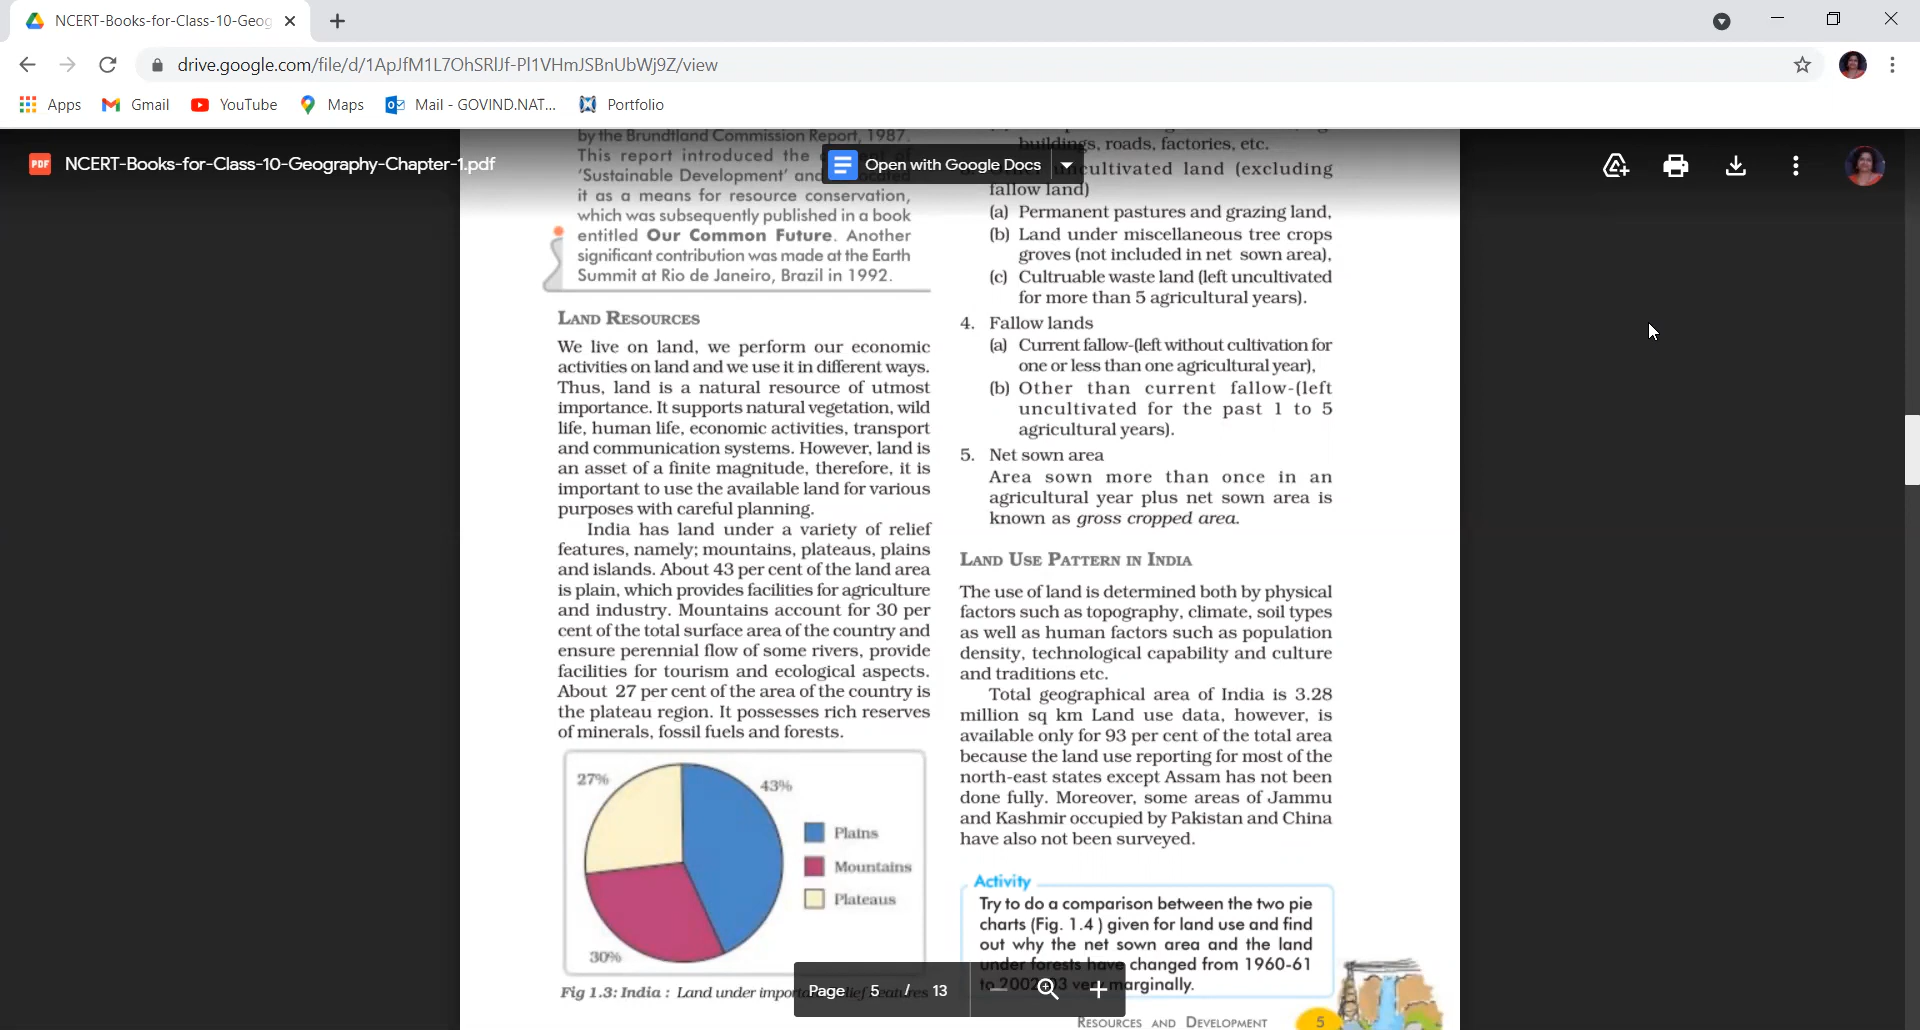 NCERT-Books-for-Class-10-Geog
drive.google.com/file/d/1ApJfM1L7OhSRlJf-Pl1VHmJSBnUbWj9Z/view
Apps
Gmail
YouTube
Maps
Mail - GOVIND.NAT...
Portfolio
PDF
NCERT-Books-for-Class-10-Geography-Chapter-1.pdf
Open with Google Docs
by the Brundtland Commission Report, 1987.
This report introduced the
'Sustainable Development' and
it as a means for resource conservation,
which was subsequently published in a book
entitled Our Common Future. Another
significant contribution was made at the Earth
Summit at Rio de Janeiro, Brazil in 1992.
LAND RESOURCES
We live on land, we perform our economic
activities on land and we use it in different ways.
Thus, land is a natural resource of utmost
importance. It supports natural vegetation, wild
life, human life, economic activities, transport
and communication systems. However, land is
an asset of a finite magnitude, therefore, it is
important to use the available land for various
purposes with careful planning.
India has land under a variety of relief
features, namely; mountains, plateaus, plains
and islands. About 43 per cent of the land area
is plain, which provides facilities for agriculture
and industry. Mountains account for 30 per
cent of the total surface area of the country and
ensure perennial flow of some rivers, provide
facilities for tourism and ecological aspects.
About 27 per cent of the area of the country is
the plateau region. It possesses rich reserves
of minerals, fossil fuels and forests.
27%
43%
30%
Plains
Mountains
Plateaus
Fig 1.3: India : Land under
buildings, roads, factories, etc.
uncultivated land (excluding
fallow land)
(a) Permanent pastures and grazing land,
(b) Land under miscellaneous tree crops
groves (not included in net sown area),
(c) Cultruable waste land (left uncultivated
for more than 5 agricultural years).
4. Fallow lands
(a) Current fallow-(left without cultivation for
one or less than one agricultural year),
(b) Other than current fallow-(left
uncultivated for the past 1 to 5
agricultural years).
5. Net sown area
Area sown more than once in an
agricultural year plus net sown area is
known as gross cropped area.
LAND USE PATTERN IN INDIA
The use of land is determined both by physical
factors such as topography, climate, soil types
as well as human factors such as population
density, technological capability and culture
and traditions etc.
Total geographical area of India is 3.28
million sq km Land use data, however, is
available only for 93 per cent of the total area
because the land use reporting for most of the
north-east states except Assam has not been
done fully. Moreover, some areas of Jammu
and Kashmir occupied by Pakistan and China
have also not been surveyed.
Activity
Try to do a comparison between the two pie
charts (Fig. 1.4 ) given for land use and find
out why the net sown area and the land
under forests have changed from 1960-61
to 2002-03 very marginally.
Page 5 / 13
RESOURCES AND DEVELOPMENT
5